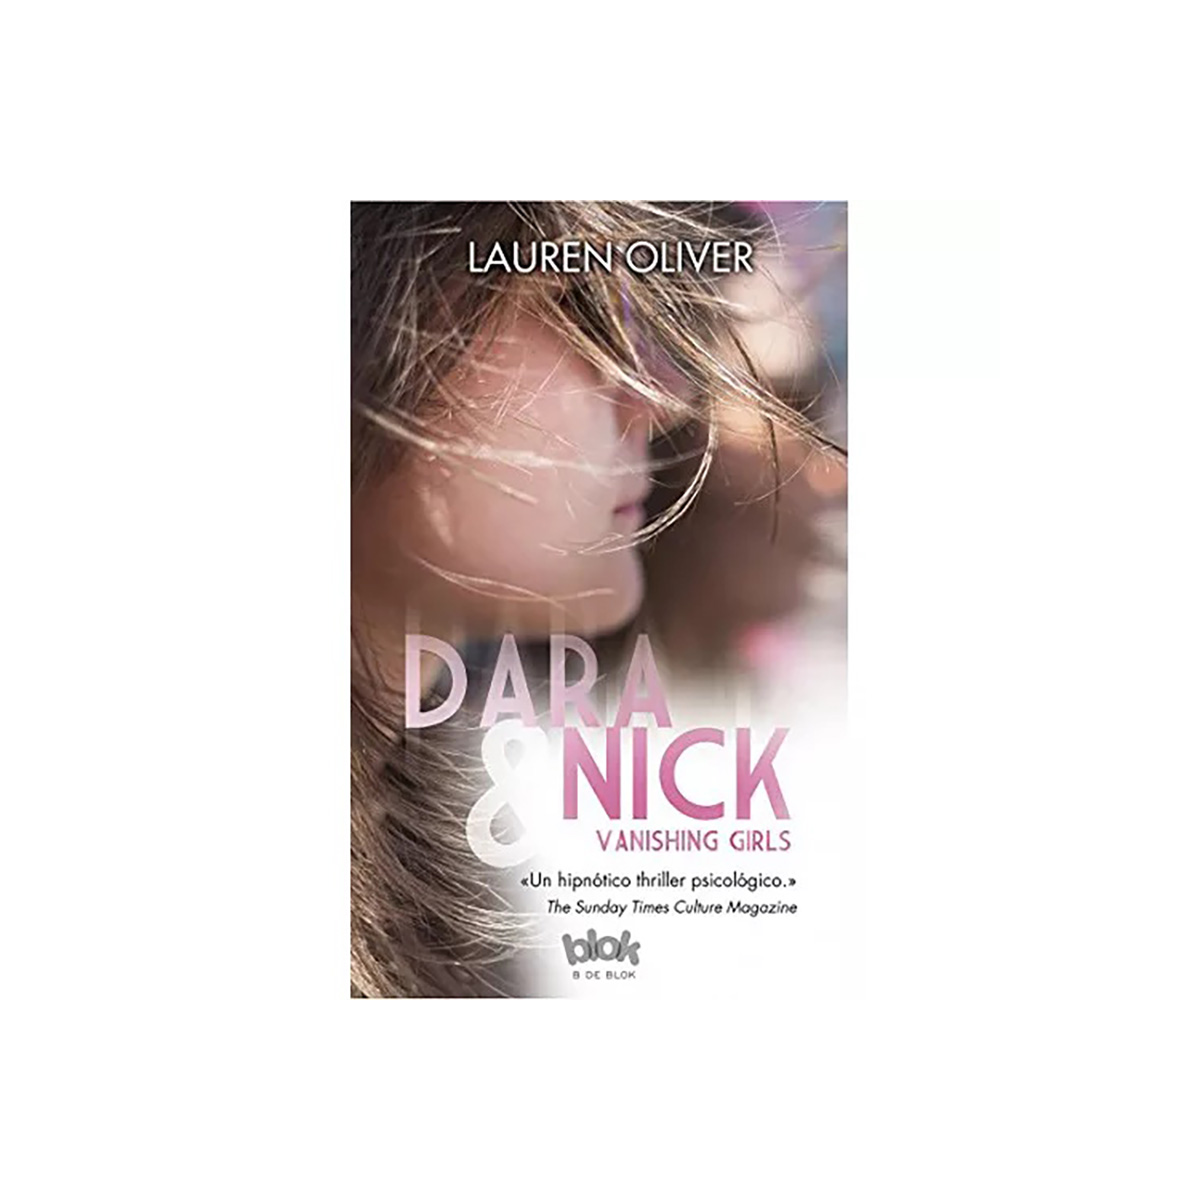 LAUREN OLIVER
DARA
& NICK
VANISHING GIRLS
«Un hipnótico thriller psicológico.»
The Sunday Times Culture Magazine
blok
B DE BLOK